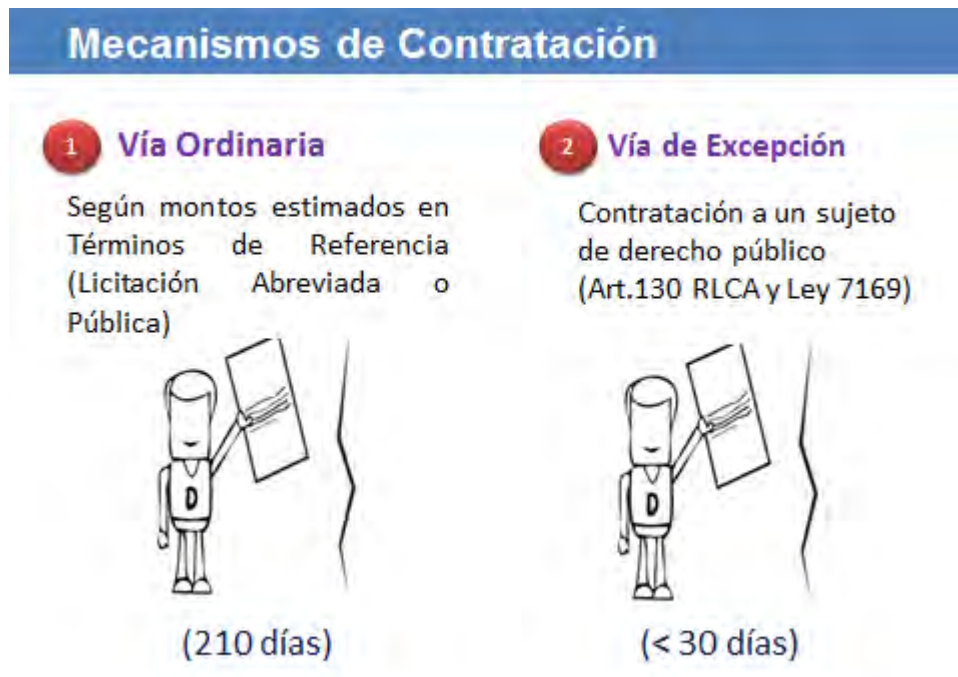 Mecanismos de Contratación
1 Vía Ordinaria
Según montos estimados en
Términos de Referencia
(Licitación Abreviada o
Pública)
D
(210 días)
2 Vía de Excepción
Contratación a un sujeto
de derecho público
(Art.130 RLCA y Ley 7169)
D
(< 30 días)